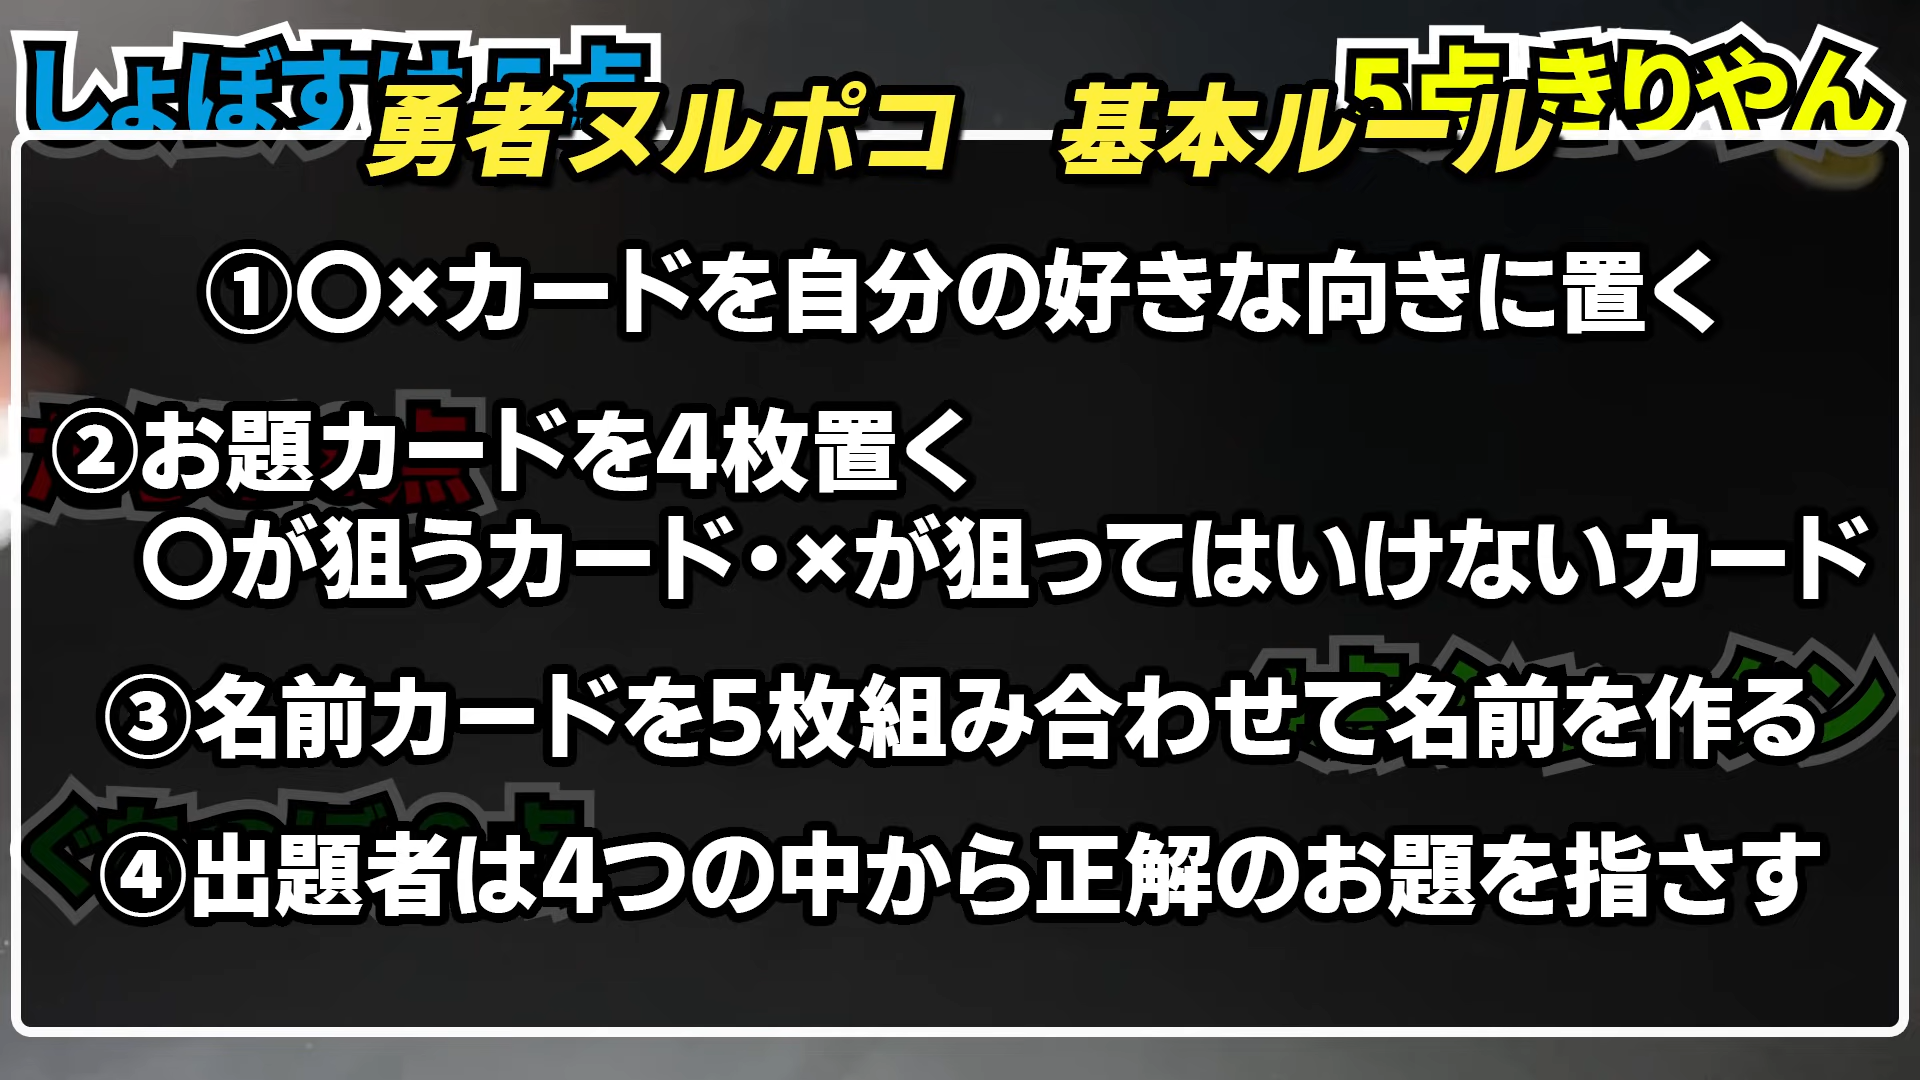 しょぼすけ 5点
5点 きりやん
勇者ヌルポコ　基本ルール
①〇×カードを自分の好きな向きに置く
②お題カードを4枚置く
〇が狙うカード・×が狙ってはいけないカード
③名前カードを5枚組み合わせて名前を作る
④出題者は4つの中から正解のお題を指さす